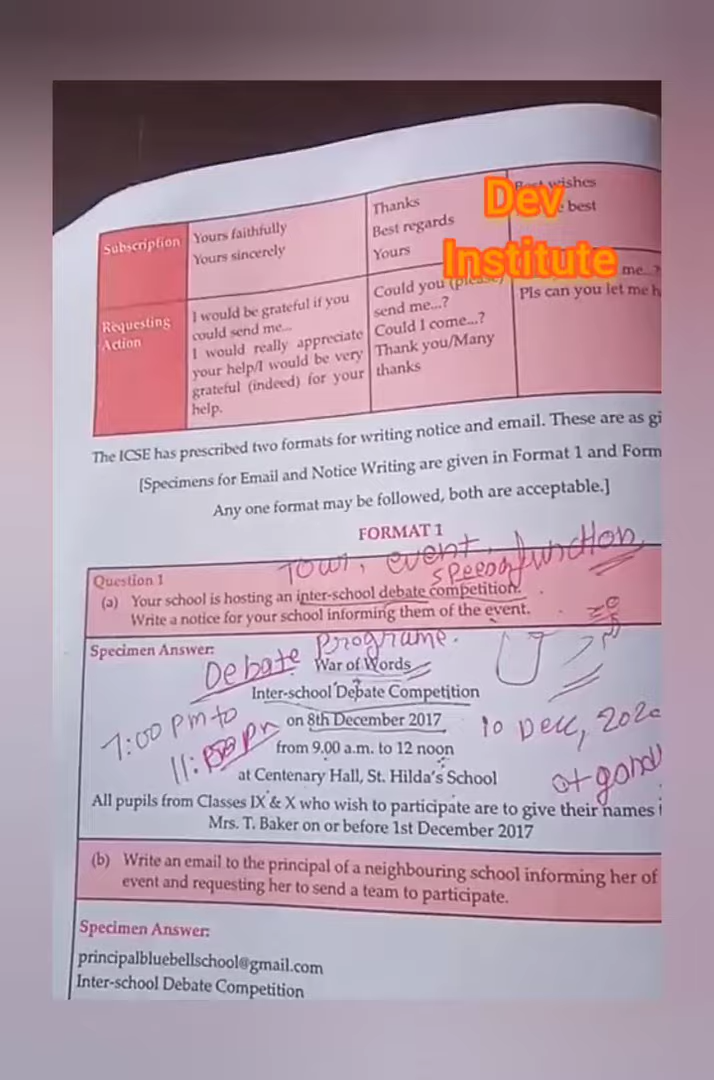 Dev
Institute
Subscription
Yours faithfully
Yours sincerely
Thanks
Best regards
Yours
wishes
best
Requesting
Action
I would be grateful if you
could send me...
I would really appreciate
your help/I would be very
grateful (indeed) for your
help.
Could you (please)
send me...?
Could I come...?
Thank you/Many
thanks
me...?
Pls can you let me h
The ICSE has prescribed two formats for writing notice and email. These are as gi
[Specimens for Email and Notice Writing are given in Format 1 and Form
Any one format may be followed, both are acceptable.]
FORMAT 1
Tour, event, function,
Question 1
(a) Your school is hosting an inter-school debate competition.
Write a notice for your school informing them of the event.
Specimen Answer:
Debate Programe.
War of Words
Inter-school Debate Competition
7:00 pm to
on 8th December 2017
10 Dec, 202
11:
from 9.00 a.m. to 12 noon
at
at Centenary Hall, St. Hilda's School
All pupils from Classes IX & X who wish to participate are to give their names t
Mrs. T. Baker on or before 1st December 2017
(b) Write an email to the principal of a neighbouring school informing her of
event and requesting her to send a team to participate.
Specimen Answer:
principalbluebellschool@gmail.com
Inter-school Debate Competition